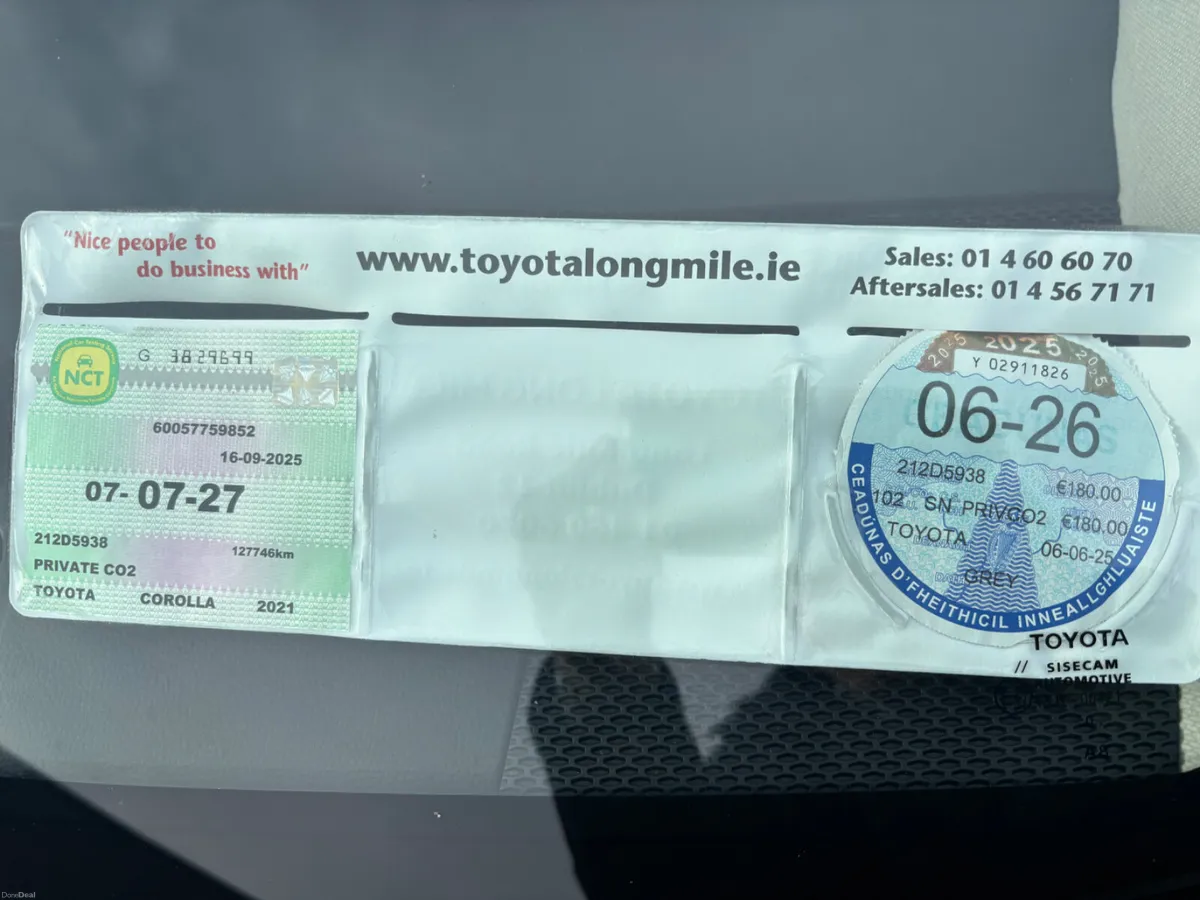 "Nice people to
do business with"
www.toyotalongmile.ie
Sales: 01 4 60 60 70
Aftersales: 01 4 56 71 71
NCT
G 3829699
60057759852
16-09-2025
07-07-27
212D5938
127746km
PRIVATE CO2
TOYOTA COROLLA 2021
2025 2025 2025
Y 02911826
06-26
212D5938 €180.00
102 SN PRIVCO2 €180.00
TOYOTA 06-06-25
GREY
CEADÚNAS D'FHEITHICIL INNEALLGHLUAISTE
TOYOTA
// SISECAM
AUTOMOTIVE
DoneDeal